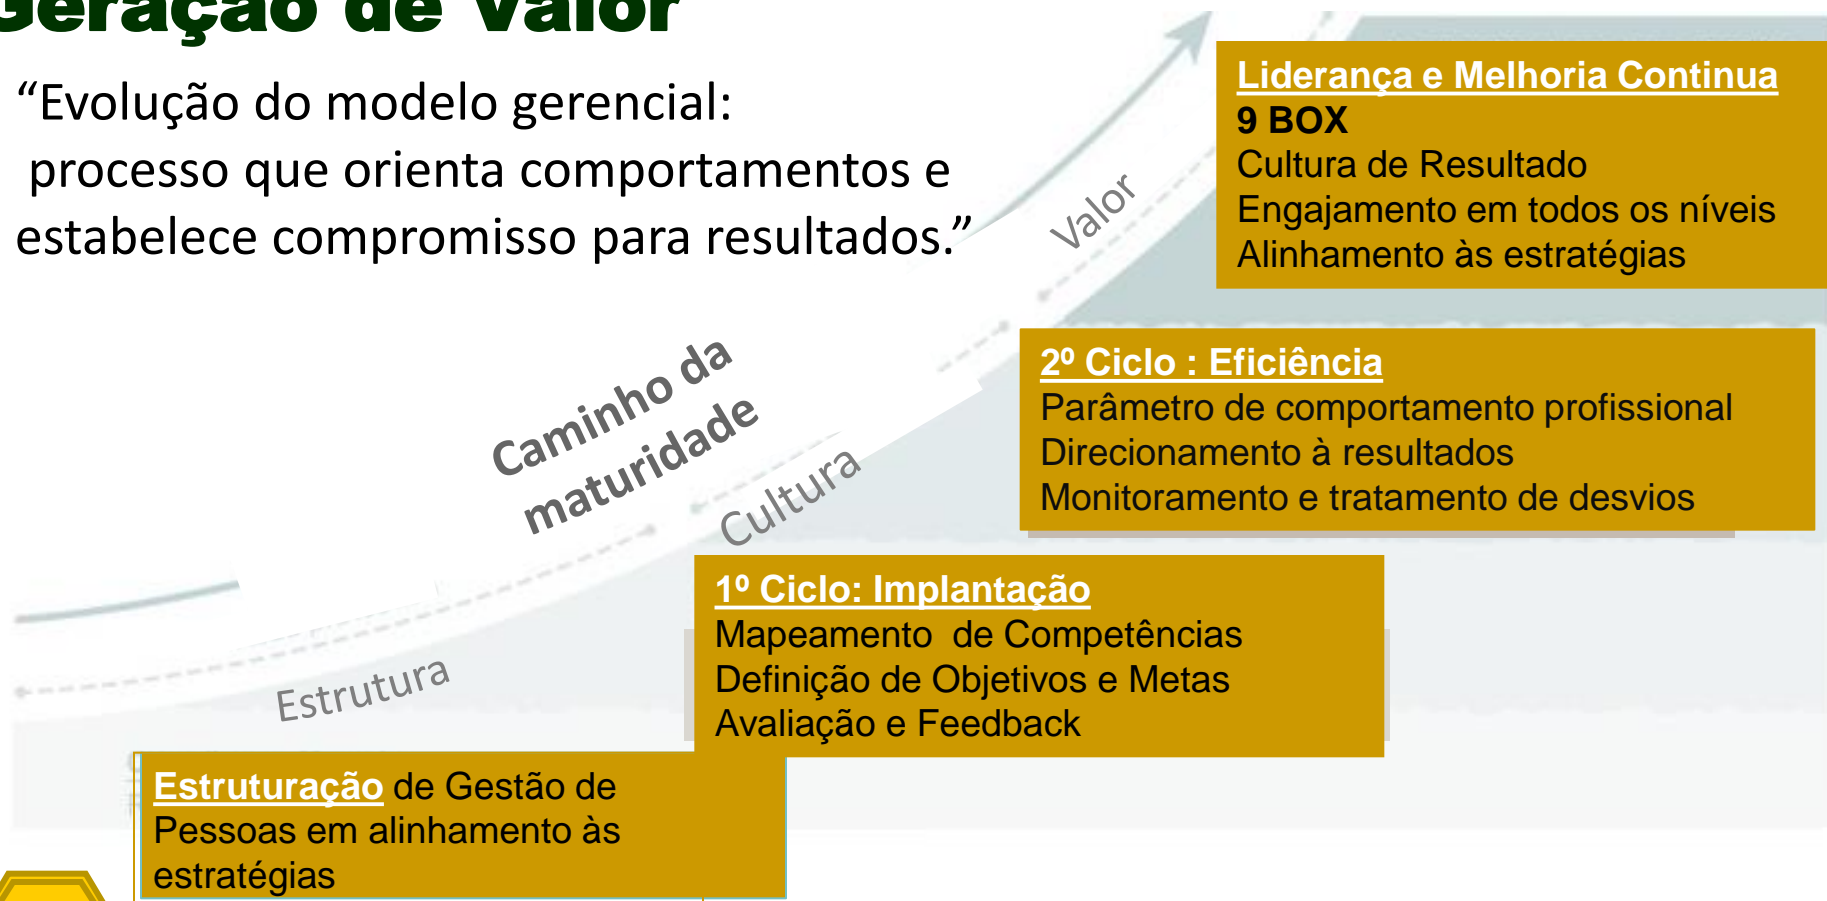 Geração de Valor
“Evolução do modelo gerencial:
processo que orienta comportamentos e
estabelece compromisso para resultados.”
Liderança e Melhoria Continua
9 BOX
Cultura de Resultado
Engajamento em todos os níveis
Alinhamento às estratégias
Valor
2º Ciclo : Eficiência
Parâmetro de comportamento profissional
Direcionamento à resultados
Monitoramento e tratamento de desvios
Caminho da
maturidade
Cultura
1º Ciclo: Implantação
Mapeamento  de Competências
Definição de Objetivos e Metas
Avaliação e Feedback
Estrutura
Estruturação de Gestão de
Pessoas em alinhamento às
estratégias